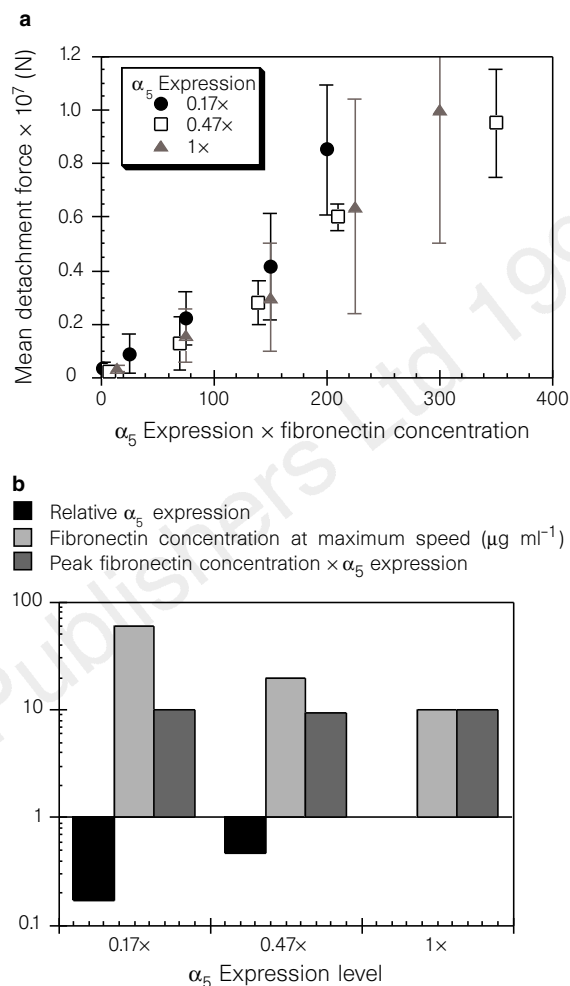 a
Mean detachment force × 10⁷ (N)
1.2
1.0
0.8
0.6
0.4
0.2
0
α₅ Expression
0.17×
0.47×
1×
0 100 200 300 400
α₅ Expression × fibronectin concentration
b
Relative α₅ expression
Fibronectin concentration at maximum speed (μg ml⁻¹)
Peak fibronectin concentration × α₅ expression
100
10
1
0.1
0.17× 0.47× 1×
α₅ Expression level
Publishers Ltd 199